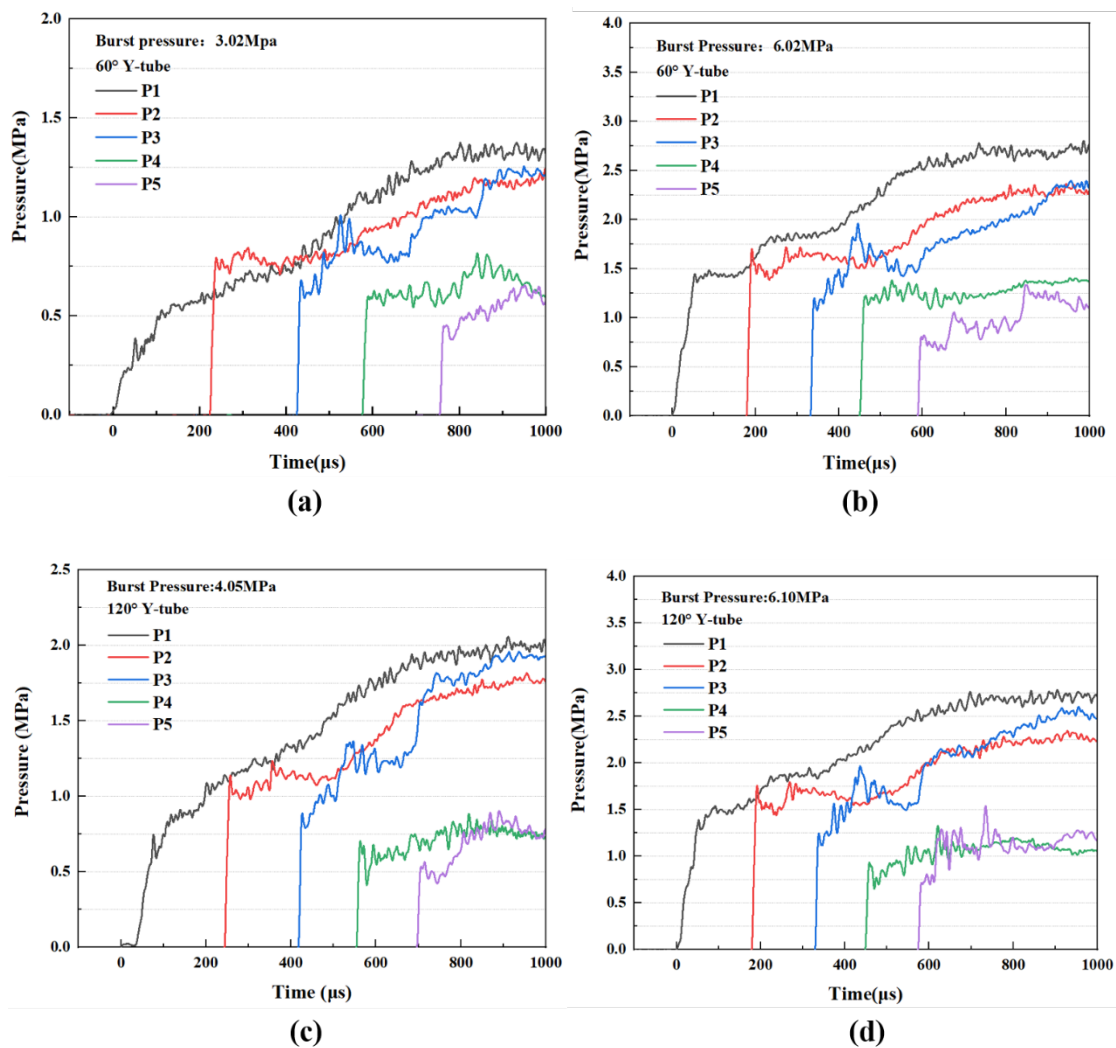 2.0
1.5
1.0
0.5
0.0
Pressure(MPa)
Burst pressure：3.02Mpa
60° Y-tube
P1
P2
P3
P4
P5
0 200 400 600 800 1000
Time(μs)
(a)
4.0
3.5
3.0
2.5
2.0
1.5
1.0
0.5
0.0
Pressure(MPa)
Burst Pressure：6.02MPa
60° Y-tube
P1
P2
P3
P4
P5
0 200 400 600 800 1000
Time(μs)
(b)
2.5
2.0
1.5
1.0
0.5
0.0
Pressure (MPa)
Burst Pressure:4.05MPa
120° Y-tube
P1
P2
P3
P4
P5
0 200 400 600 800 1000
Time (μs)
(c)
4.0
3.5
3.0
2.5
2.0
1.5
1.0
0.5
0.0
Pressure(MPa)
Burst Pressure:6.10MPa
120° Y-tube
P1
P2
P3
P4
P5
0 200 400 600 800 1000
Time(μs)
(d)